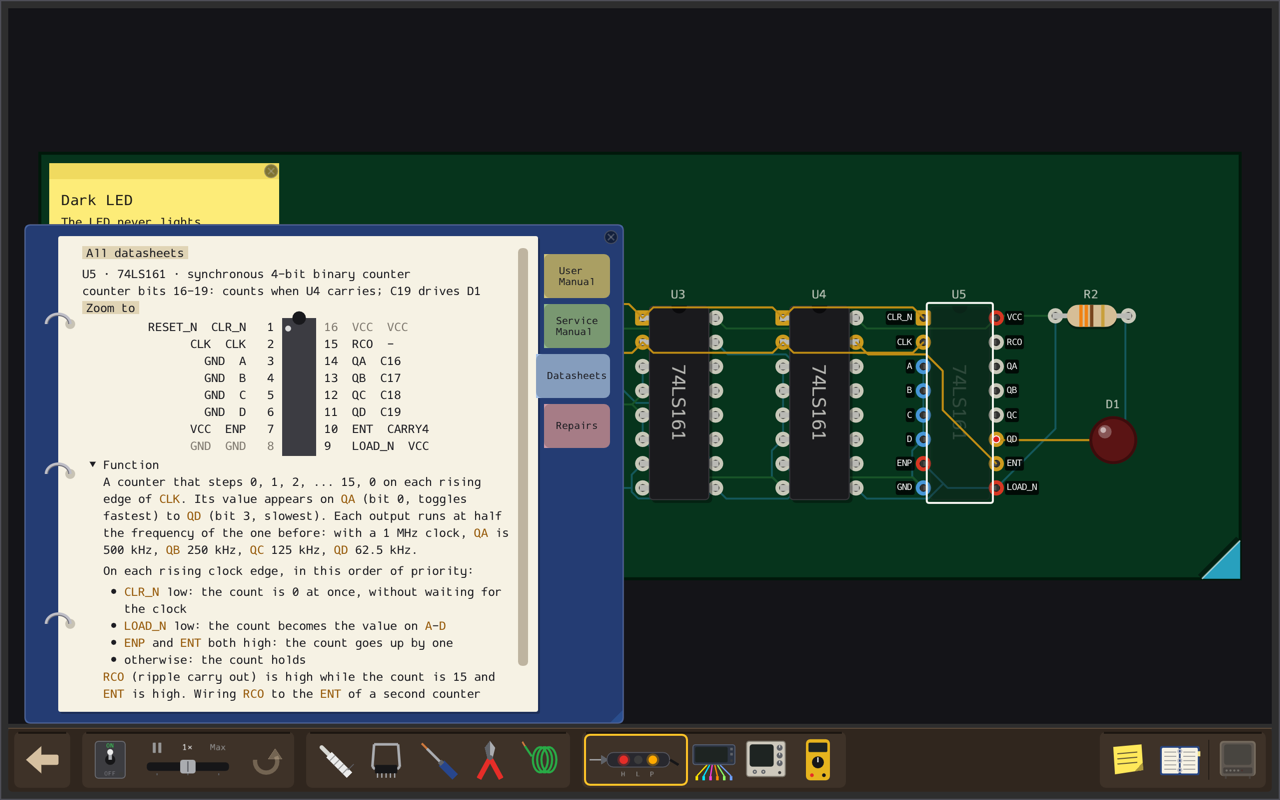 Dark LED
The LED never lights
All datasheets
U5 · 74LS161 · synchronous 4-bit binary counter
counter bits 16-19: counts when U4 carries; C19 drives D1
Zoom to
RESET_N CLR_N 1 16 VCC VCC
CLK CLK 2 15 RCO –
GND A 3 14 QA C16
GND B 4 13 QB C17
GND C 5 12 QC C18
GND D 6 11 QD C19
VCC ENP 7 10 ENT CARRY4
GND GND 8 9 LOAD_N VCC
▼ Function
A counter that steps 0, 1, 2, ... 15, 0 on each rising
edge of CLK. Its value appears on QA (bit 0, toggles
fastest) to QD (bit 3, slowest). Each output runs at half
the frequency of the one before: with a 1 MHz clock, QA is
500 kHz, QB 250 kHz, QC 125 kHz, QD 62.5 kHz.
On each rising clock edge, in this order of priority:
• CLR_N low: the count is 0 at once, without waiting for
the clock
• LOAD_N low: the count becomes the value on A-D
• ENP and ENT both high: the count goes up by one
• otherwise: the count holds
RCO (ripple carry out) is high while the count is 15 and
ENT is high. Wiring RCO to the ENT of a second counter
User
Manual
Service
Manual
Datasheets
Repairs
U3
74LS161
U4
74LS161
U5
74LS161
CLR_N
CLK
A
B
C
D
ENP
GND
VCC
RCO
QA
QB
QC
QD
ENT
LOAD_N
R2
D1
ON
OFF
1×
Max
H L P